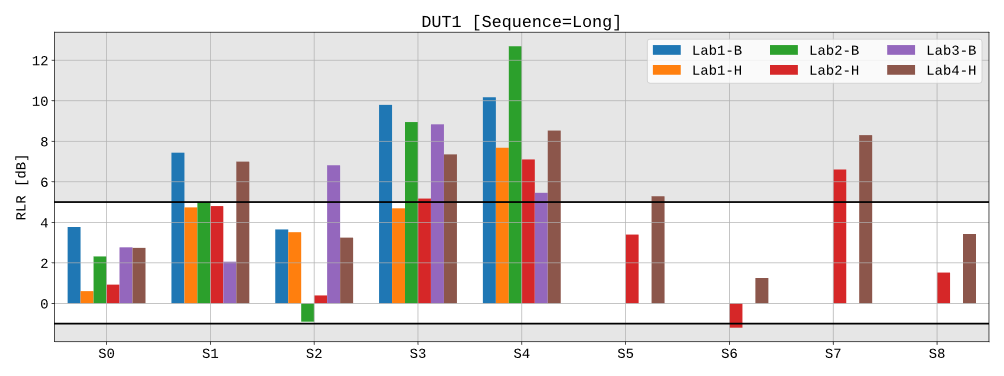 DUT1 [Sequence=Long]
Lab1-B Lab2-B Lab3-B
Lab1-H Lab2-H Lab4-H
RLR [dB]
12
10
8
6
4
2
0
S0 S1 S2 S3 S4 S5 S6 S7 S8